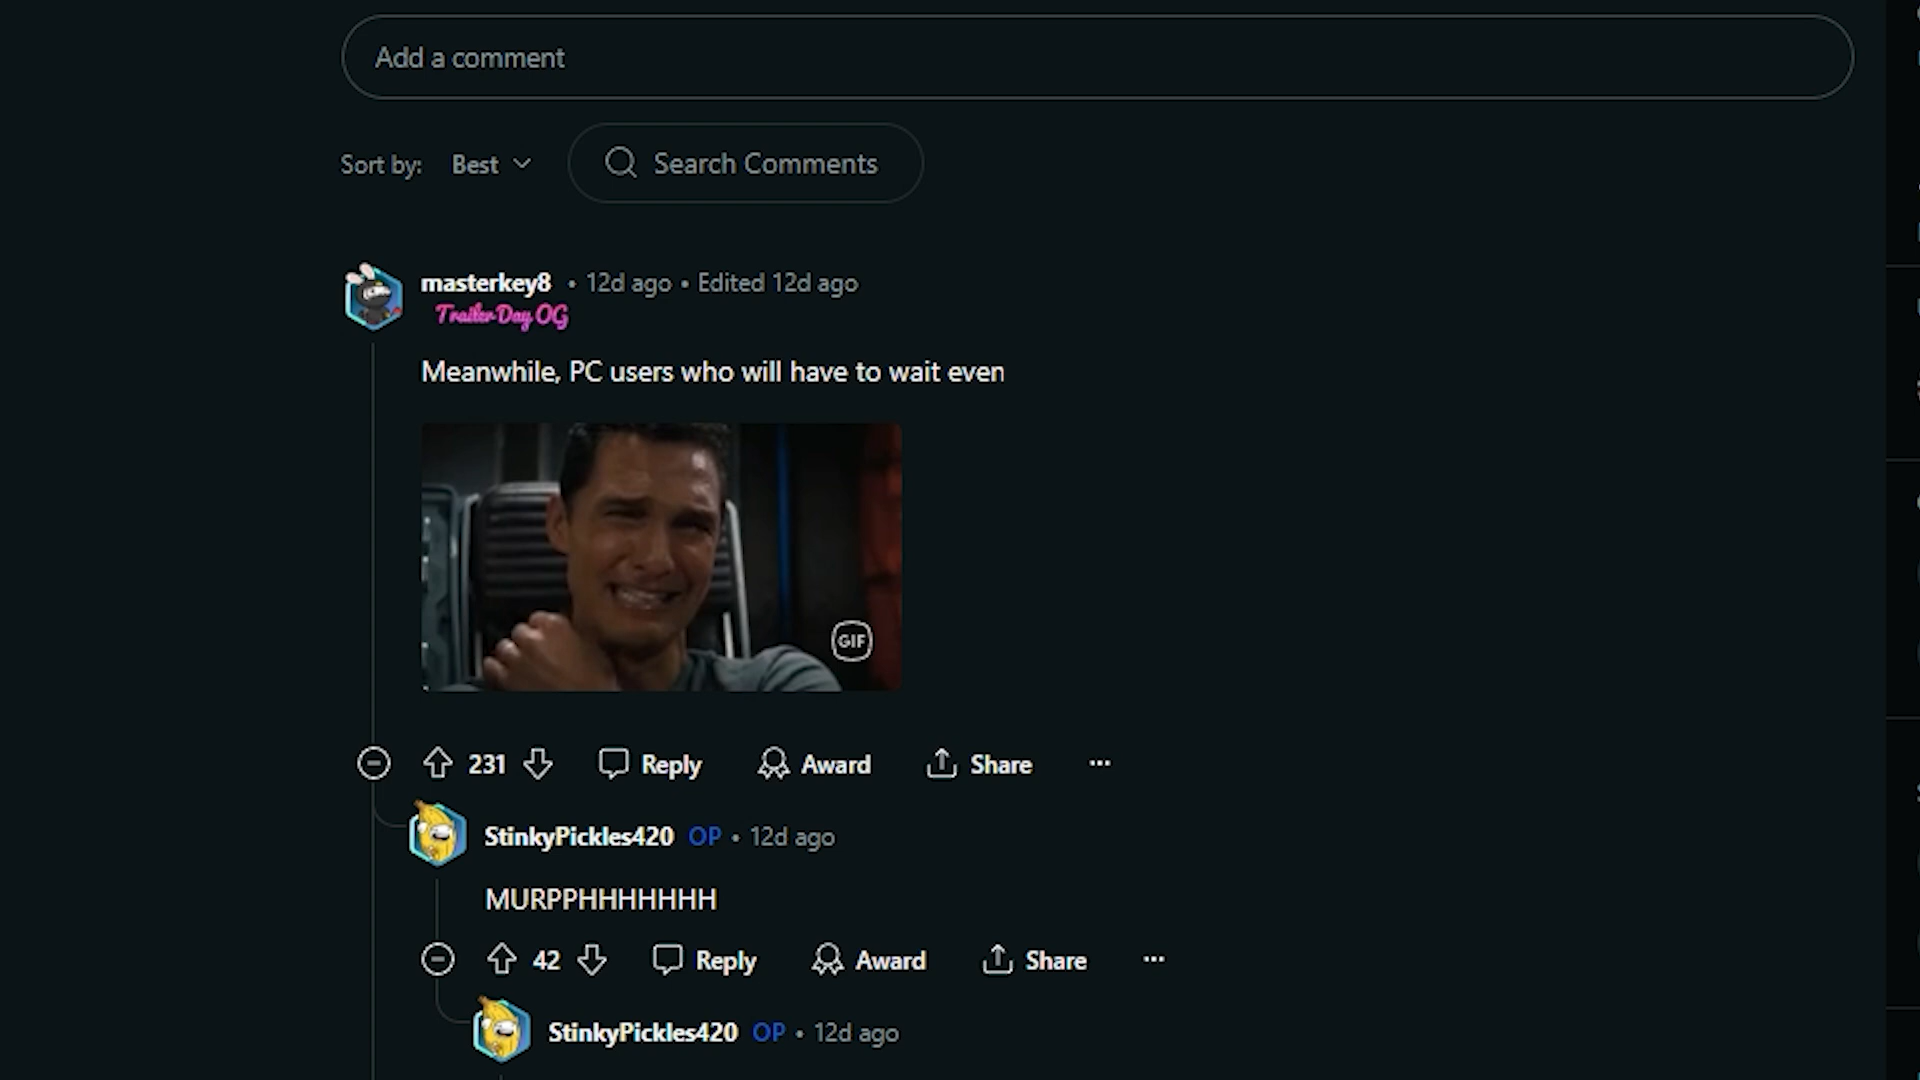 Add a comment
Sort by: Best Search Comments
masterkey8 • 12d ago • Edited 12d ago
Trailer Day OG
Meanwhile, PC users who will have to wait even
GIF
231 Reply Award Share ...
StinkyPickles420 OP • 12d ago
MURPPHHHHHHH
42 Reply Award Share ...
StinkyPickles420 OP • 12d ago